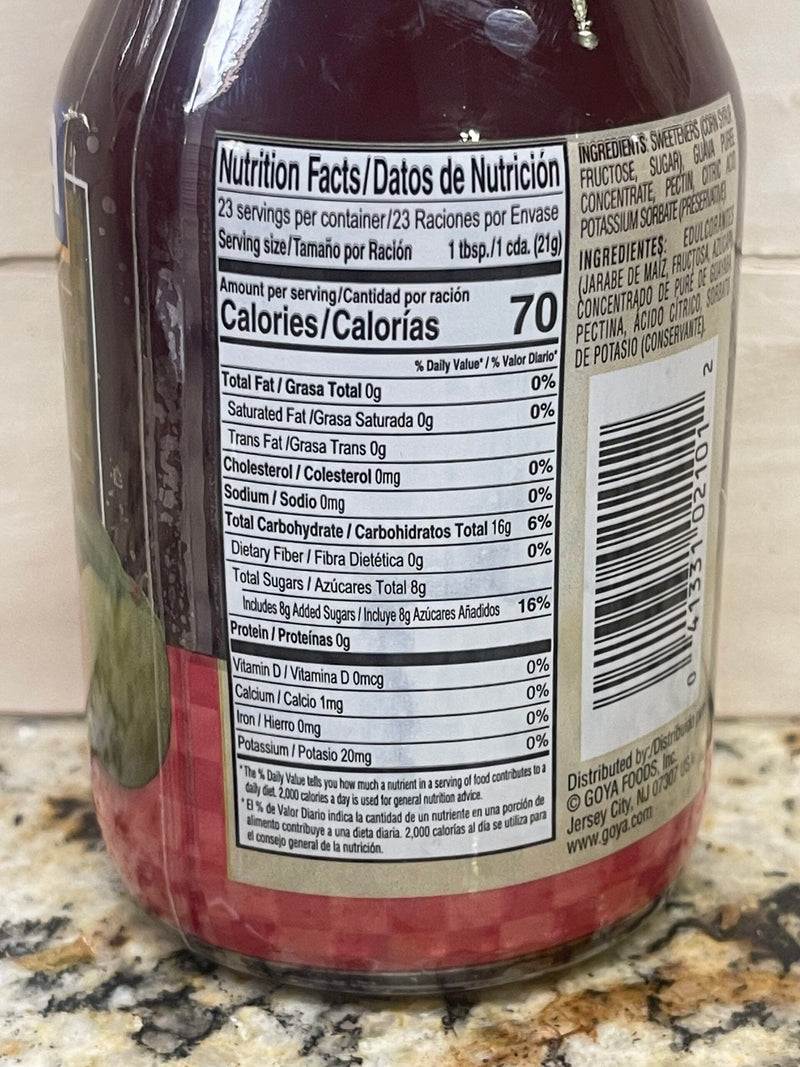 Nutrition Facts/Datos de Nutrición
23 servings per container/23 Raciones por Envase
Serving size/Tamaño por Ración 1 tbsp./1 cda. (21g)
Amount per serving/Cantidad por ración
Calories/Calorías 70
% Daily Value* / % Valor Diario*
Total Fat / Grasa Total 0g 0%
Saturated Fat /Grasa Saturada 0g 0%
Trans Fat /Grasa Trans 0g
Cholesterol / Colesterol 0mg 0%
Sodium / Sodio 0mg 0%
Total Carbohydrate / Carbohidratos Total 16g 6%
Dietary Fiber / Fibra Dietética 0g 0%
Total Sugars / Azúcares Total 8g
Includes 8g Added Sugars / Incluye 8g Azúcares Añadidos 16%
Protein / Proteínas 0g
Vitamin D / Vitamina D 0mcg 0%
Calcium / Calcio 1mg 0%
Iron / Hierro 0mg 0%
Potassium / Potasio 20mg 0%
*The % Daily Value tells you how much a nutrient in a serving of food contributes to a
daily diet. 2,000 calories a day is used for general nutrition advice.
*El % de Valor Diario indica la cantidad de un nutriente en una porción de
alimento contribuye a una dieta diaria. 2,000 calorías al día se utiliza para
el consejo general de la nutrición.
INGREDIENTS: SWEETENERS (CORN SYRUP,
FRUCTOSE, SUGAR), GUAVA PUREE
CONCENTRATE, PECTIN, CITRIC ACID,
POTASSIUM SORBATE (PRESERVATIVE).
INGREDIENTES: EDULCORANTES
(JARABE DE MAÍZ, FRUCTOSA, AZÚCAR),
CONCENTRADO DE PURÉ DE GUAYABA,
PECTINA, ÁCIDO CÍTRICO, SORBATO
DE POTASIO (CONSERVANTE).
0 41331 02101 2
Distributed by:/Distribuido
© GOYA FOODS, Inc.
Jersey City, NJ 07307 USA
www.goya.com